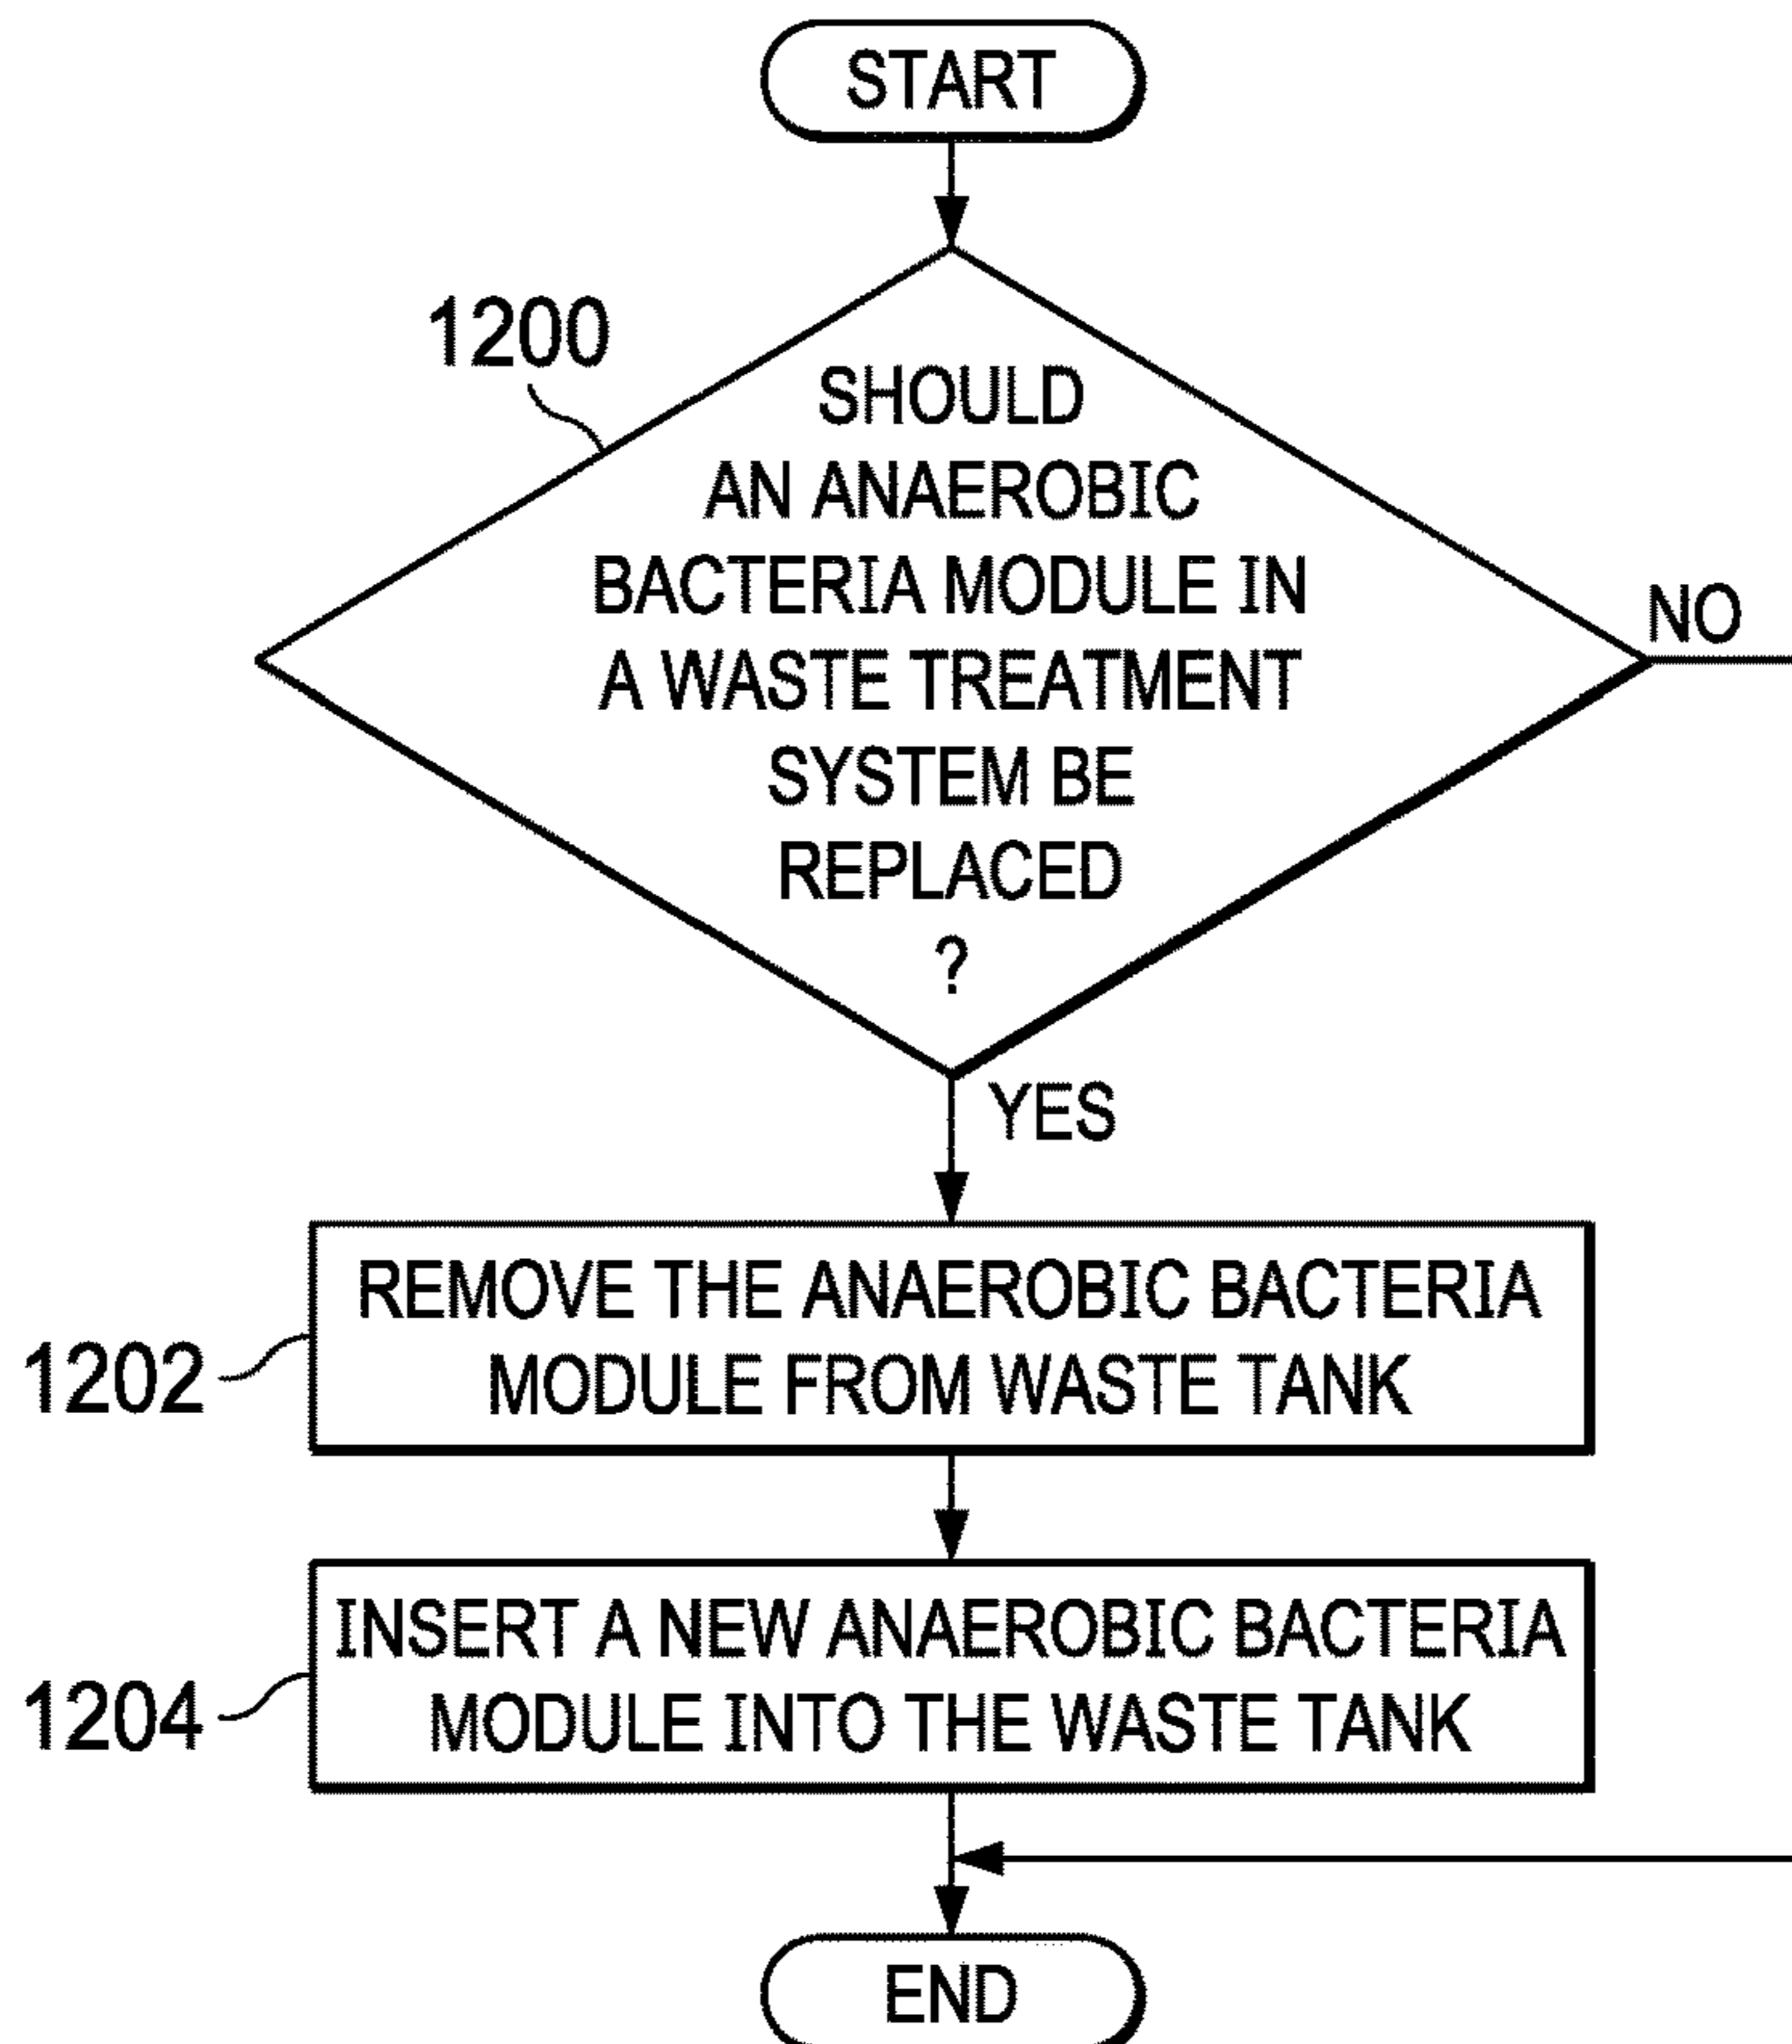 START
1200
SHOULD
AN ANAEROBIC
BACTERIA MODULE IN
A WASTE TREATMENT
SYSTEM BE
REPLACED
?
NO
YES
1202
REMOVE THE ANAEROBIC BACTERIA
MODULE FROM WASTE TANK
1204
INSERT A NEW ANAEROBIC BACTERIA
MODULE INTO THE WASTE TANK
END